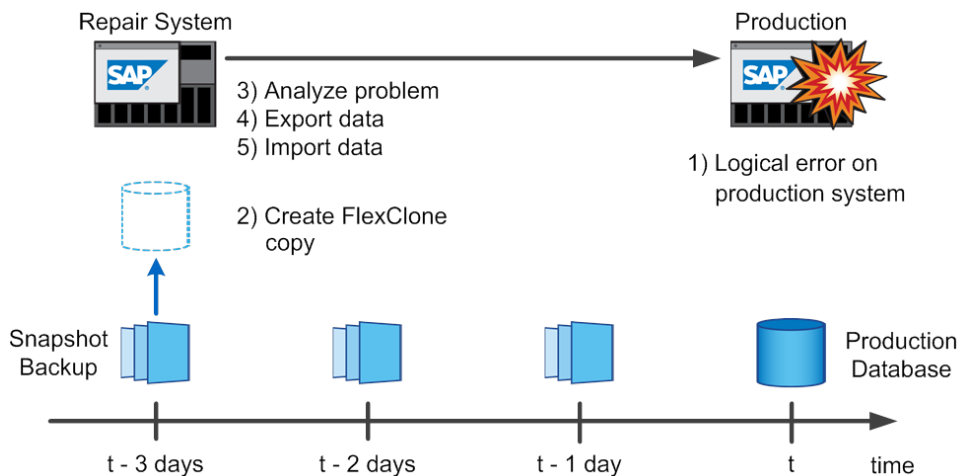 Repair System
Production
SAP
SAP
3) Analyze problem
4) Export data
5) Import data
1) Logical error on
production system
2) Create FlexClone
copy
Snapshot
Backup
Production
Database
t - 3 days
t - 2 days
t - 1 day
t
time